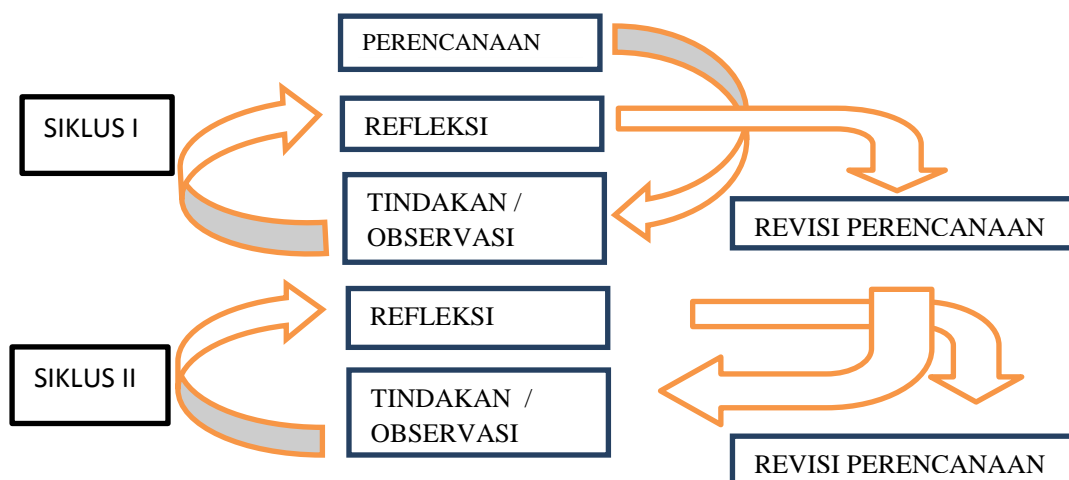 PERENCANAAN
SIKLUS I
REFLEKSI
TINDAKAN /
OBSERVASI
REVISI PERENCANAAN
REFLEKSI
SIKLUS II
TINDAKAN /
OBSERVASI
REVISI PERENCANAAN